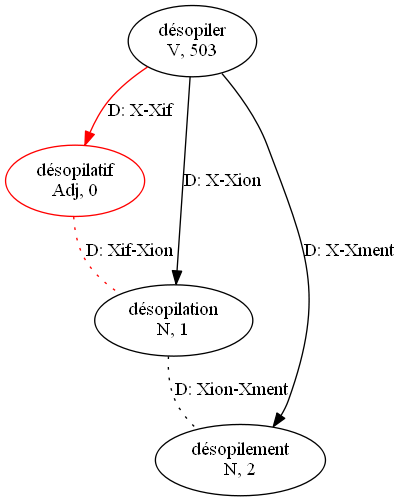 désopiler
V, 503
D: X-Xif
désopilatif
Adj, 0
D: X-Xion
D: Xif-Xion
D: X-Xment
désopilation
N, 1
D: Xion-Xment
désopilement
N, 2